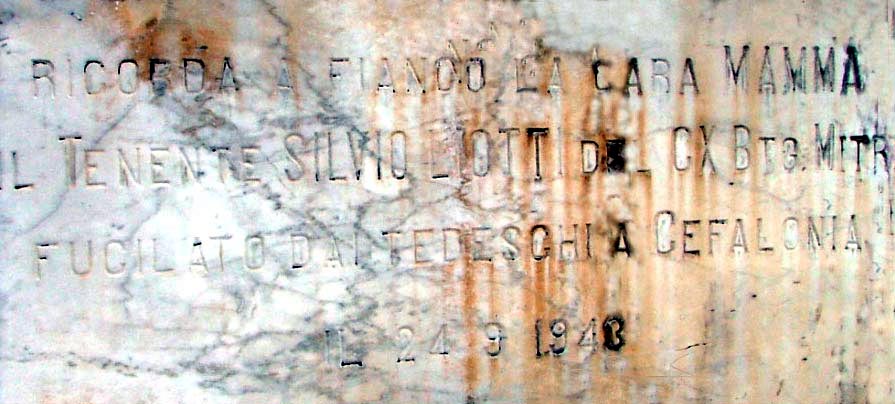 RICORDA A FIANCO LA CARA MAMMA
IL TENENTE SILVIO LIOTTI DEL CX BTG. MITR
FUCILATO DAI TEDESCHI A CEFALONIA
IL 24 9 1943